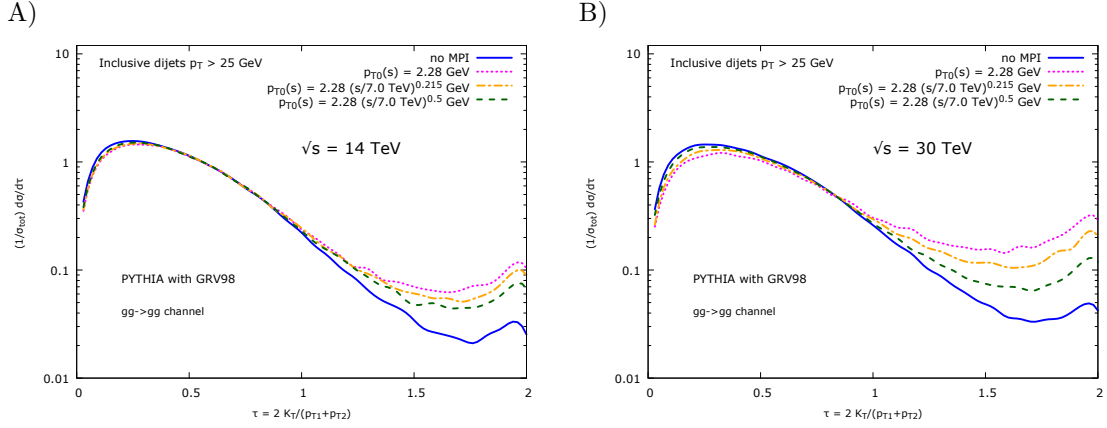 A)
10
1
0.1
0.01
(1/σtot) dσ/dτ
Inclusive dijets pT > 25 GeV
no MPI
pT0(s) = 2.28 GeV
pT0(s) = 2.28 (s/7.0 TeV)^0.215 GeV
pT0(s) = 2.28 (s/7.0 TeV)^0.5 GeV
√s = 14 TeV
PYTHIA with GRV98
gg->gg channel
0 0.5 1 1.5 2
τ = 2 KT/(pT1+pT2)
B)
10
1
0.1
0.01
(1/σtot) dσ/dτ
Inclusive dijets pT > 25 GeV
no MPI
pT0(s) = 2.28 GeV
pT0(s) = 2.28 (s/7.0 TeV)^0.215 GeV
pT0(s) = 2.28 (s/7.0 TeV)^0.5 GeV
√s = 30 TeV
PYTHIA with GRV98
gg->gg channel
0 0.5 1 1.5 2
τ = 2 KT/(pT1+pT2)